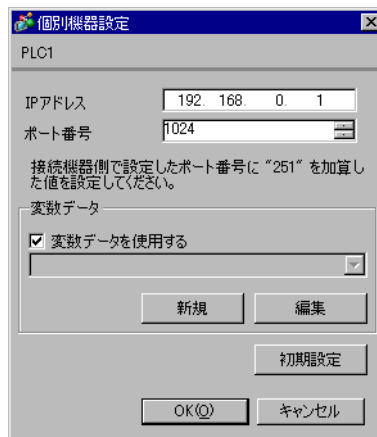 個別機器設定
PLC1
IPアドレス 192. 168. 0. 1
ポート番号 1024
接続機器側で設定したポート番号に "251" を加算し
た値を設定してください。
変数データ
変数データを使用する
新規 編集
初期設定
OK(O) キャンセル